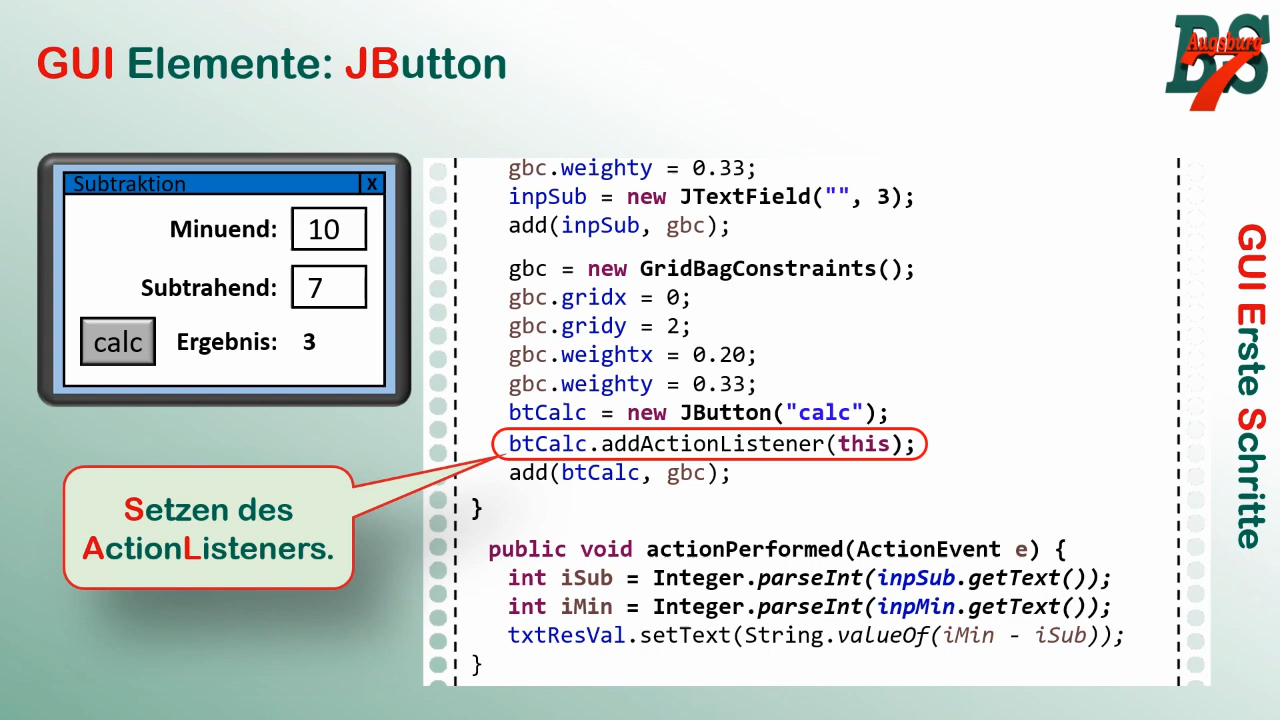 GUI Elemente: JButton
BS
Augsburg
7
Subtraktion X
Minuend: 10
Subtrahend: 7
calc Ergebnis: 3
Setzen des
ActionListeners.
gbc.weighty = 0.33;
inpSub = new JTextField("", 3);
add(inpSub, gbc);
gbc = new GridBagConstraints();
gbc.gridx = 0;
gbc.gridy = 2;
gbc.weightx = 0.20;
gbc.weighty = 0.33;
btCalc = new JButton("calc");
btCalc.addActionListener(this);
add(btCalc, gbc);
}
public void actionPerformed(ActionEvent e) {
int iSub = Integer.parseInt(inpSub.getText());
int iMin = Integer.parseInt(inpMin.getText());
txtResVal.setText(String.valueOf(iMin - iSub));
}
GUI Erste Schritte